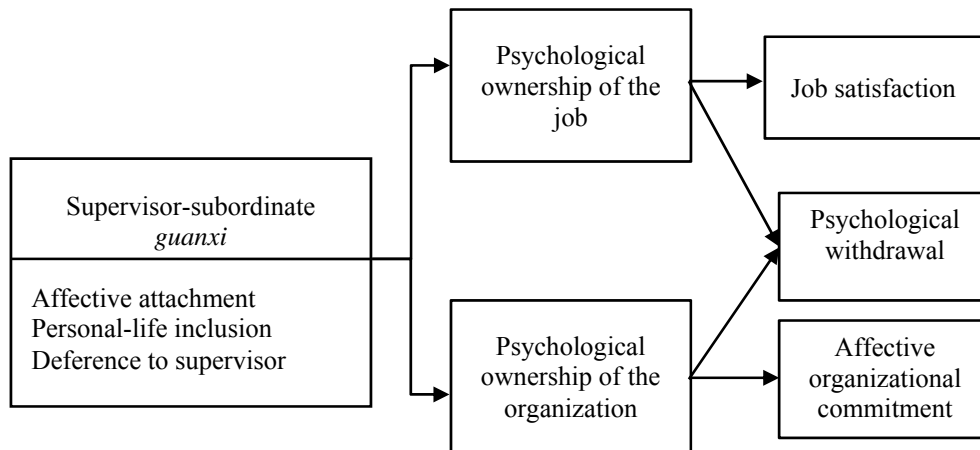 Supervisor-subordinate
guanxi
Affective attachment
Personal-life inclusion
Deference to supervisor
Psychological
ownership of the
job
Psychological
ownership of the
organization
Job satisfaction
Psychological
withdrawal
Affective
organizational
commitment